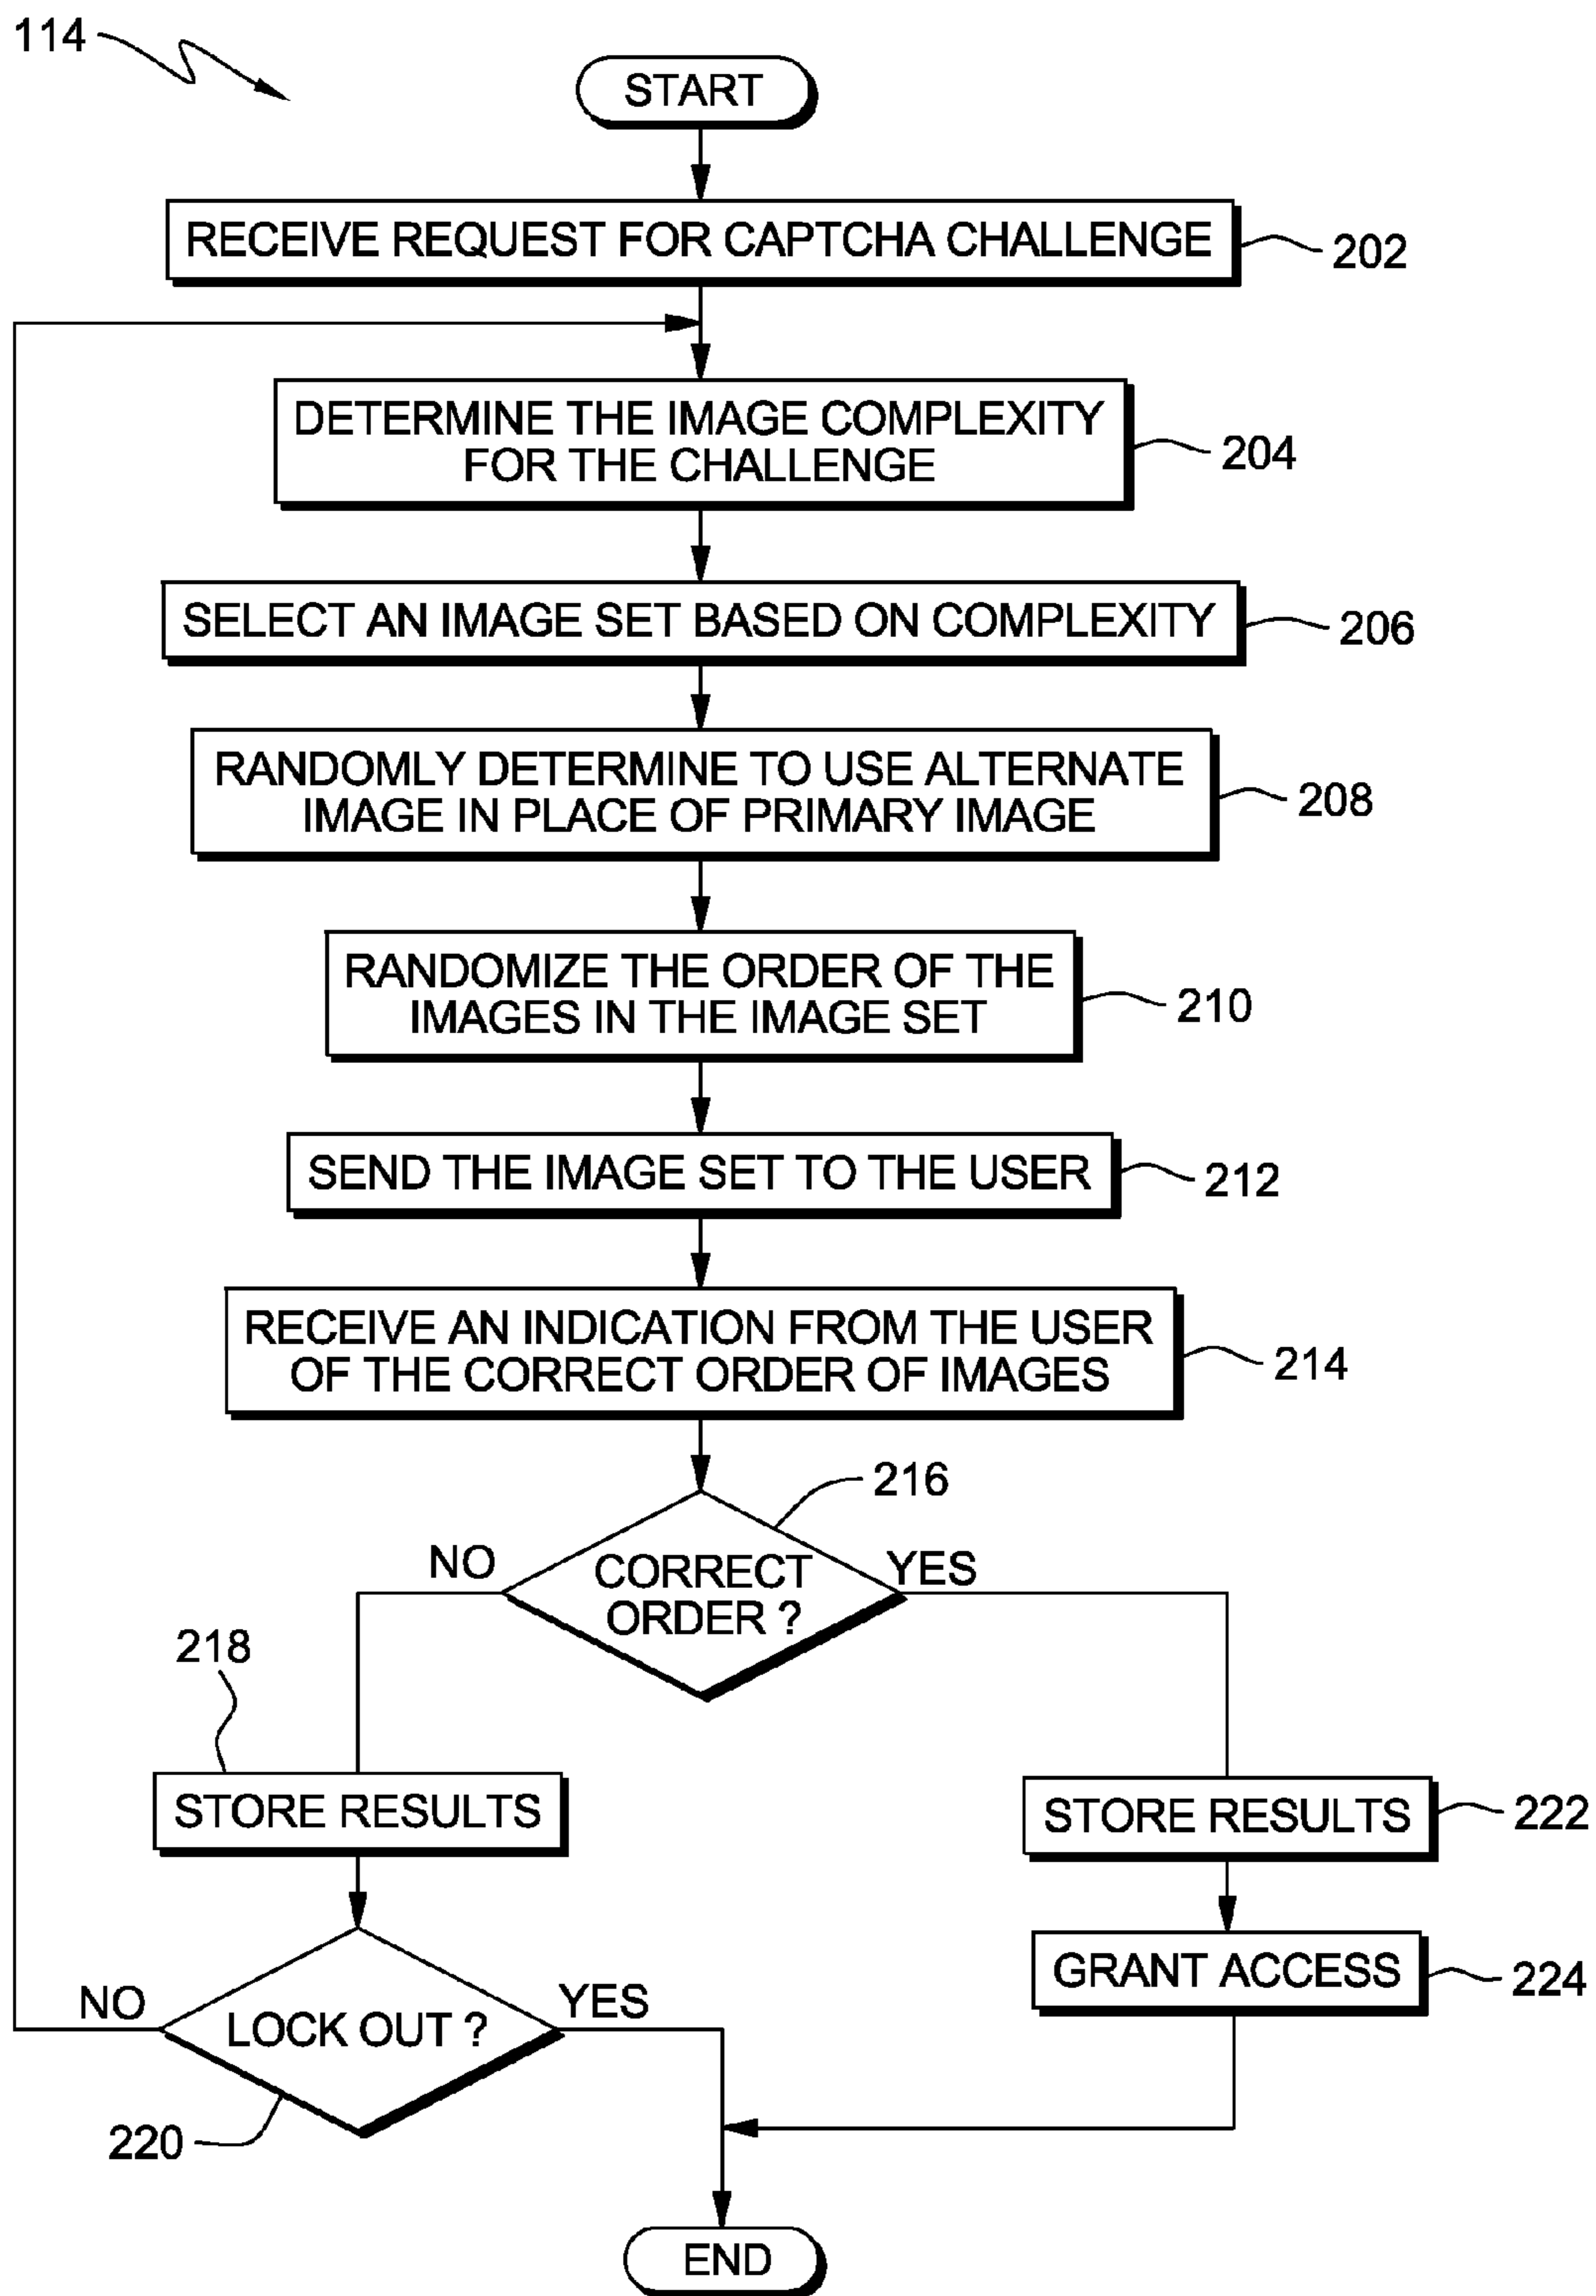 114
START
RECEIVE REQUEST FOR CAPTCHA CHALLENGE
202
DETERMINE THE IMAGE COMPLEXITY
FOR THE CHALLENGE
204
SELECT AN IMAGE SET BASED ON COMPLEXITY
206
RANDOMLY DETERMINE TO USE ALTERNATE
IMAGE IN PLACE OF PRIMARY IMAGE
208
RANDOMIZE THE ORDER OF THE
IMAGES IN THE IMAGE SET
210
SEND THE IMAGE SET TO THE USER
212
RECEIVE AN INDICATION FROM THE USER
OF THE CORRECT ORDER OF IMAGES
214
216
NO
CORRECT
ORDER ?
YES
218
STORE RESULTS
STORE RESULTS
222
GRANT ACCESS
224
NO
LOCK OUT ?
YES
220
END